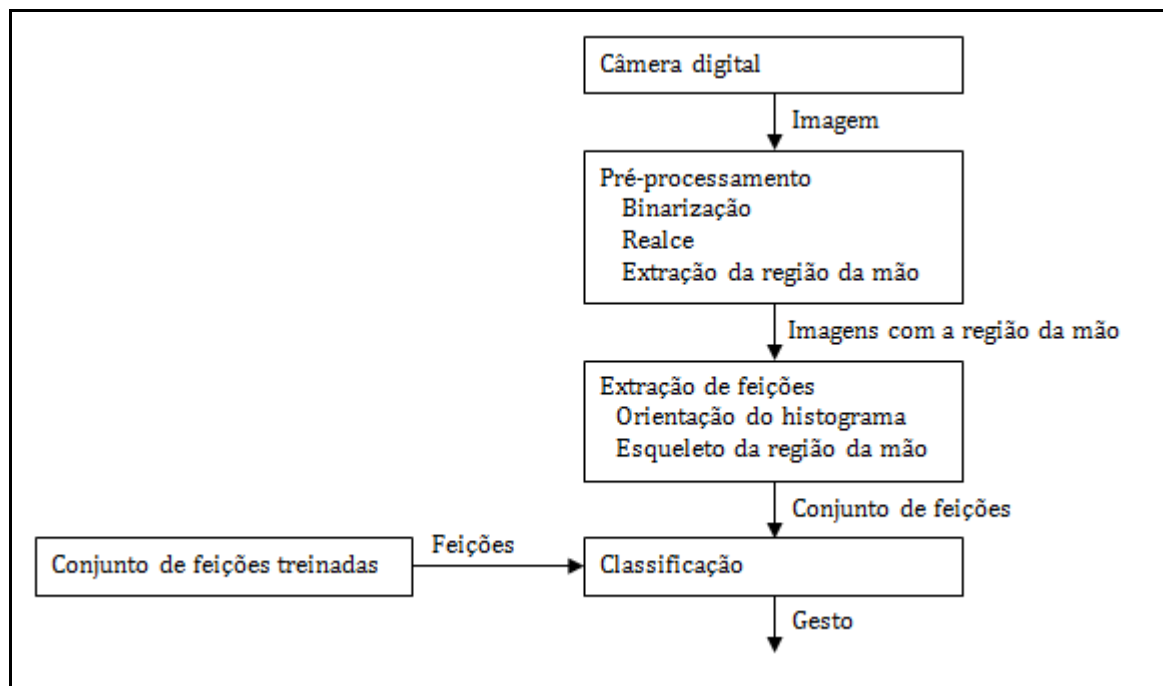 Câmera digital
Imagem
Pré-processamento
Binarização
Realce
Extração da região da mão
Imagens com a região da mão
Extração de feições
Orientação do histograma
Esqueleto da região da mão
Conjunto de feições
Conjunto de feições treinadas
Feições
Classificação
Gesto